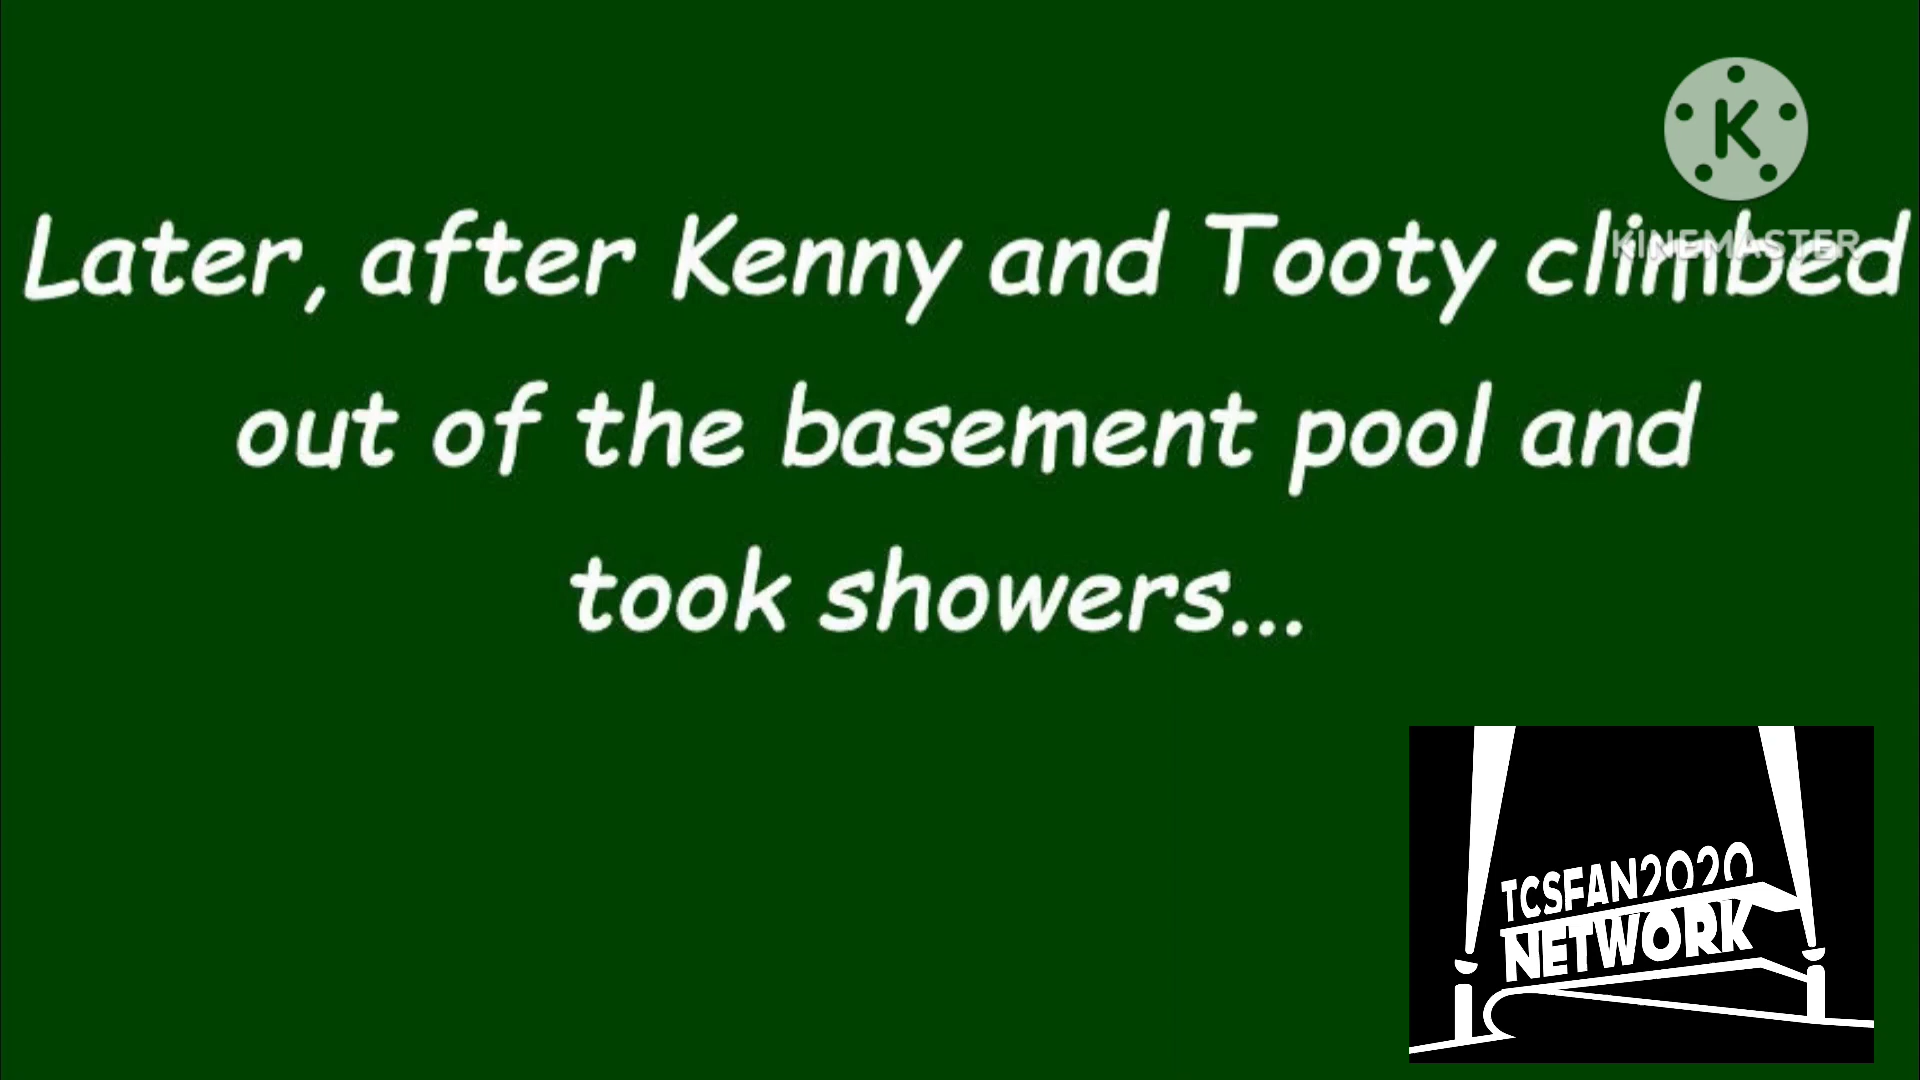 K
KINEMASTER
Later, after Kenny and Tooty climbed
out of the basement pool and
took showers...
TCSFAN2020
NETWORK